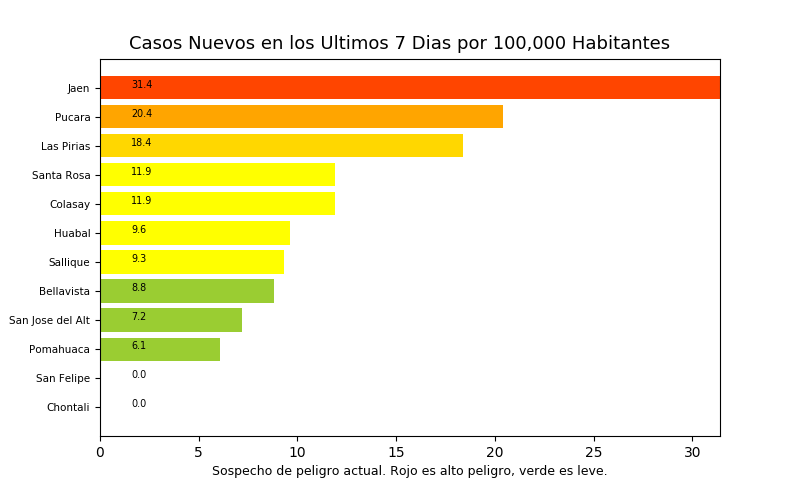 Casos Nuevos en los Ultimos 7 Dias por 100,000 Habitantes
Jaen 31.4
Pucara 20.4
Las Pirias 18.4
Santa Rosa 11.9
Colasay 11.9
Huabal 9.6
Sallique 9.3
Bellavista 8.8
San Jose del Alt 7.2
Pomahuaca 6.1
San Felipe 0.0
Chontali 0.0
0 5 10 15 20 25 30
Sospecho de peligro actual. Rojo es alto peligro, verde es leve.